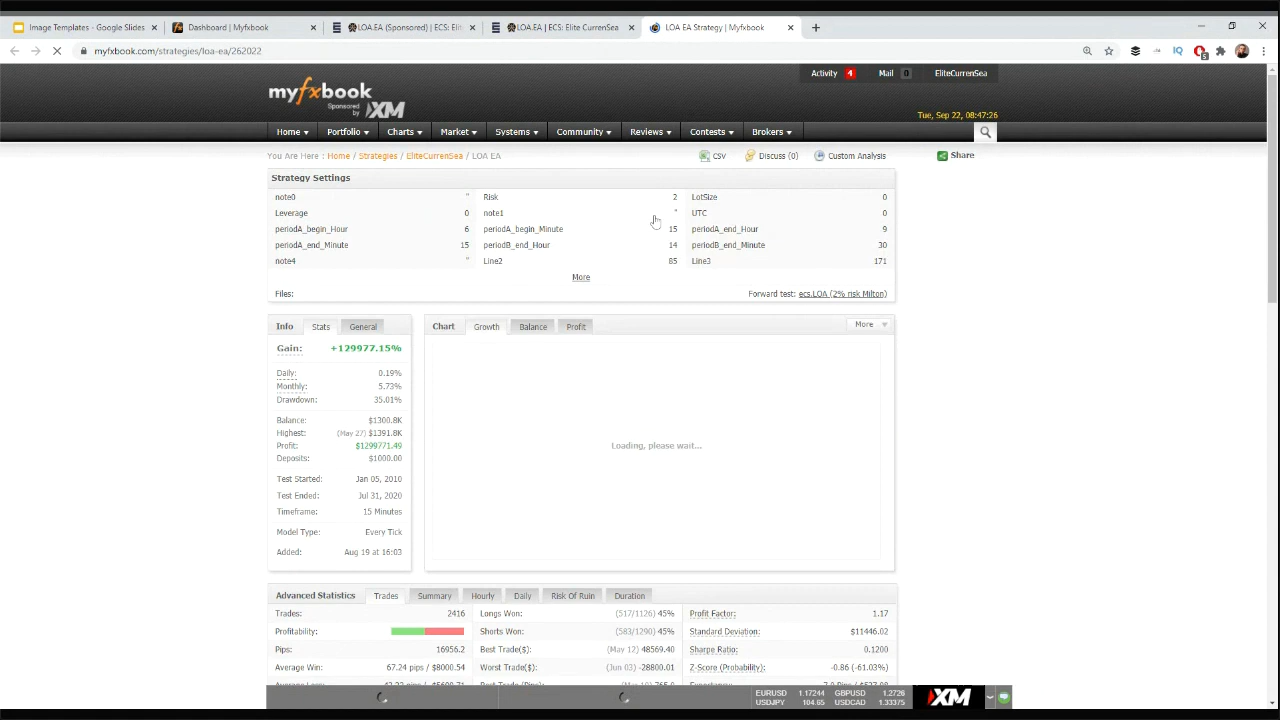 Image Templates - Google Slides
Dashboard | Myfxbook
LOA EA (Sponsored) | ECS: Elit
LOA EA | ECS: Elite CurrenSea
LOA EA Strategy | Myfxbook
myfxbook.com/strategies/loa-ea/262022
Activity 4 Mail 0 EliteCurrenSea
myfxbook
Sponsored by XM
Tue, Sep 22, 08:47:26
Home Portfolio Charts Market Systems Community Reviews Contests Brokers
You Are Here : Home / Strategies / EliteCurrenSea / LOA EA
CSV Discuss (0) Custom Analysis Share
Strategy Settings
note0 " Risk 2 LotSize 0
Leverage 0 note1 " UTC 0
periodA_begin_Hour 6 periodA_begin_Minute 15 periodA_end_Hour 9
periodA_end_Minute 15 periodB_end_Hour 14 periodB_end_Minute 30
note4 " Line2 85 Line3 171
More
Files: Forward test: ecs.LOA (2% risk Milton)
Info Stats General
Chart Growth Balance Profit More
Gain: +129977.15%
Daily: 0.19%
Monthly: 5.73%
Drawdown: 35.01%
Balance: $1300.8K
Highest: (May 27) $1391.8K
Profit: $1299771.49
Deposits: $1000.00
Test Started: Jan 05, 2010
Test Ended: Jul 31, 2020
Timeframe: 15 Minutes
Model Type: Every Tick
Added: Aug 19 at 16:03
Loading, please wait...
Advanced Statistics Trades Summary Hourly Daily Risk Of Ruin Duration
Trades: 2416 Longs Won: (517/1126) 45% Profit Factor: 1.17
Profitability: Shorts Won: (583/1290) 45% Standard Deviation: $11446.02
Pips: 16956.2 Best Trade($): (May 12) 48569.40 Sharpe Ratio: 0.1200
Average Win: 67.24 pips / $8000.54 Worst Trade($): (Jun 03) -28800.01 Z-Score (Probability): -0.86 (-61.03%)
EURUSD 1.17244 GBPUSD 1.2726
USDJPY 104.65 USDCAD 1.33375
XM